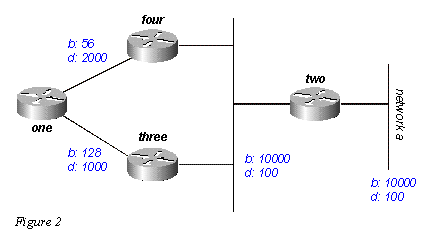 four
b: 56
d: 2000
two
one
network a
three
b: 128
d: 1000
b: 10000
d: 100
b: 10000
d: 100
Figure 2